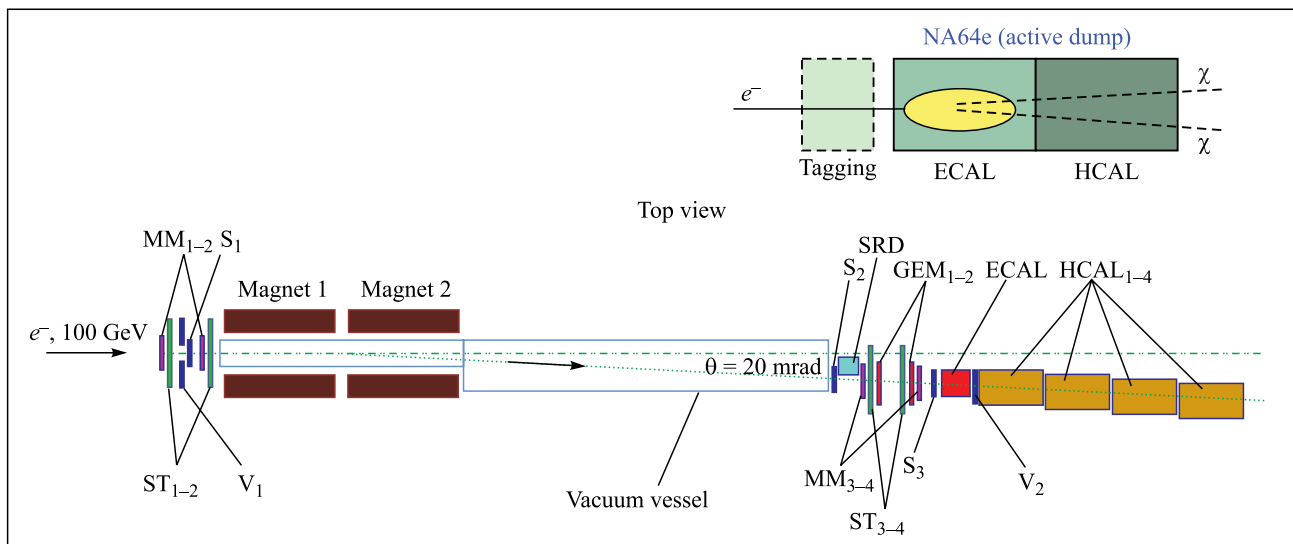 NA64e (active dump)
e⁻
χ
χ
Tagging
ECAL
HCAL
Top view
MM₁₋₂ S₁
SRD
S₂
GEM₁₋₂
ECAL
HCAL₁₋₄
Magnet 1
Magnet 2
e⁻, 100 GeV
θ = 20 mrad
ST₁₋₂
V₁
Vacuum vessel
MM₃₋₄
S₃
V₂
ST₃₋₄